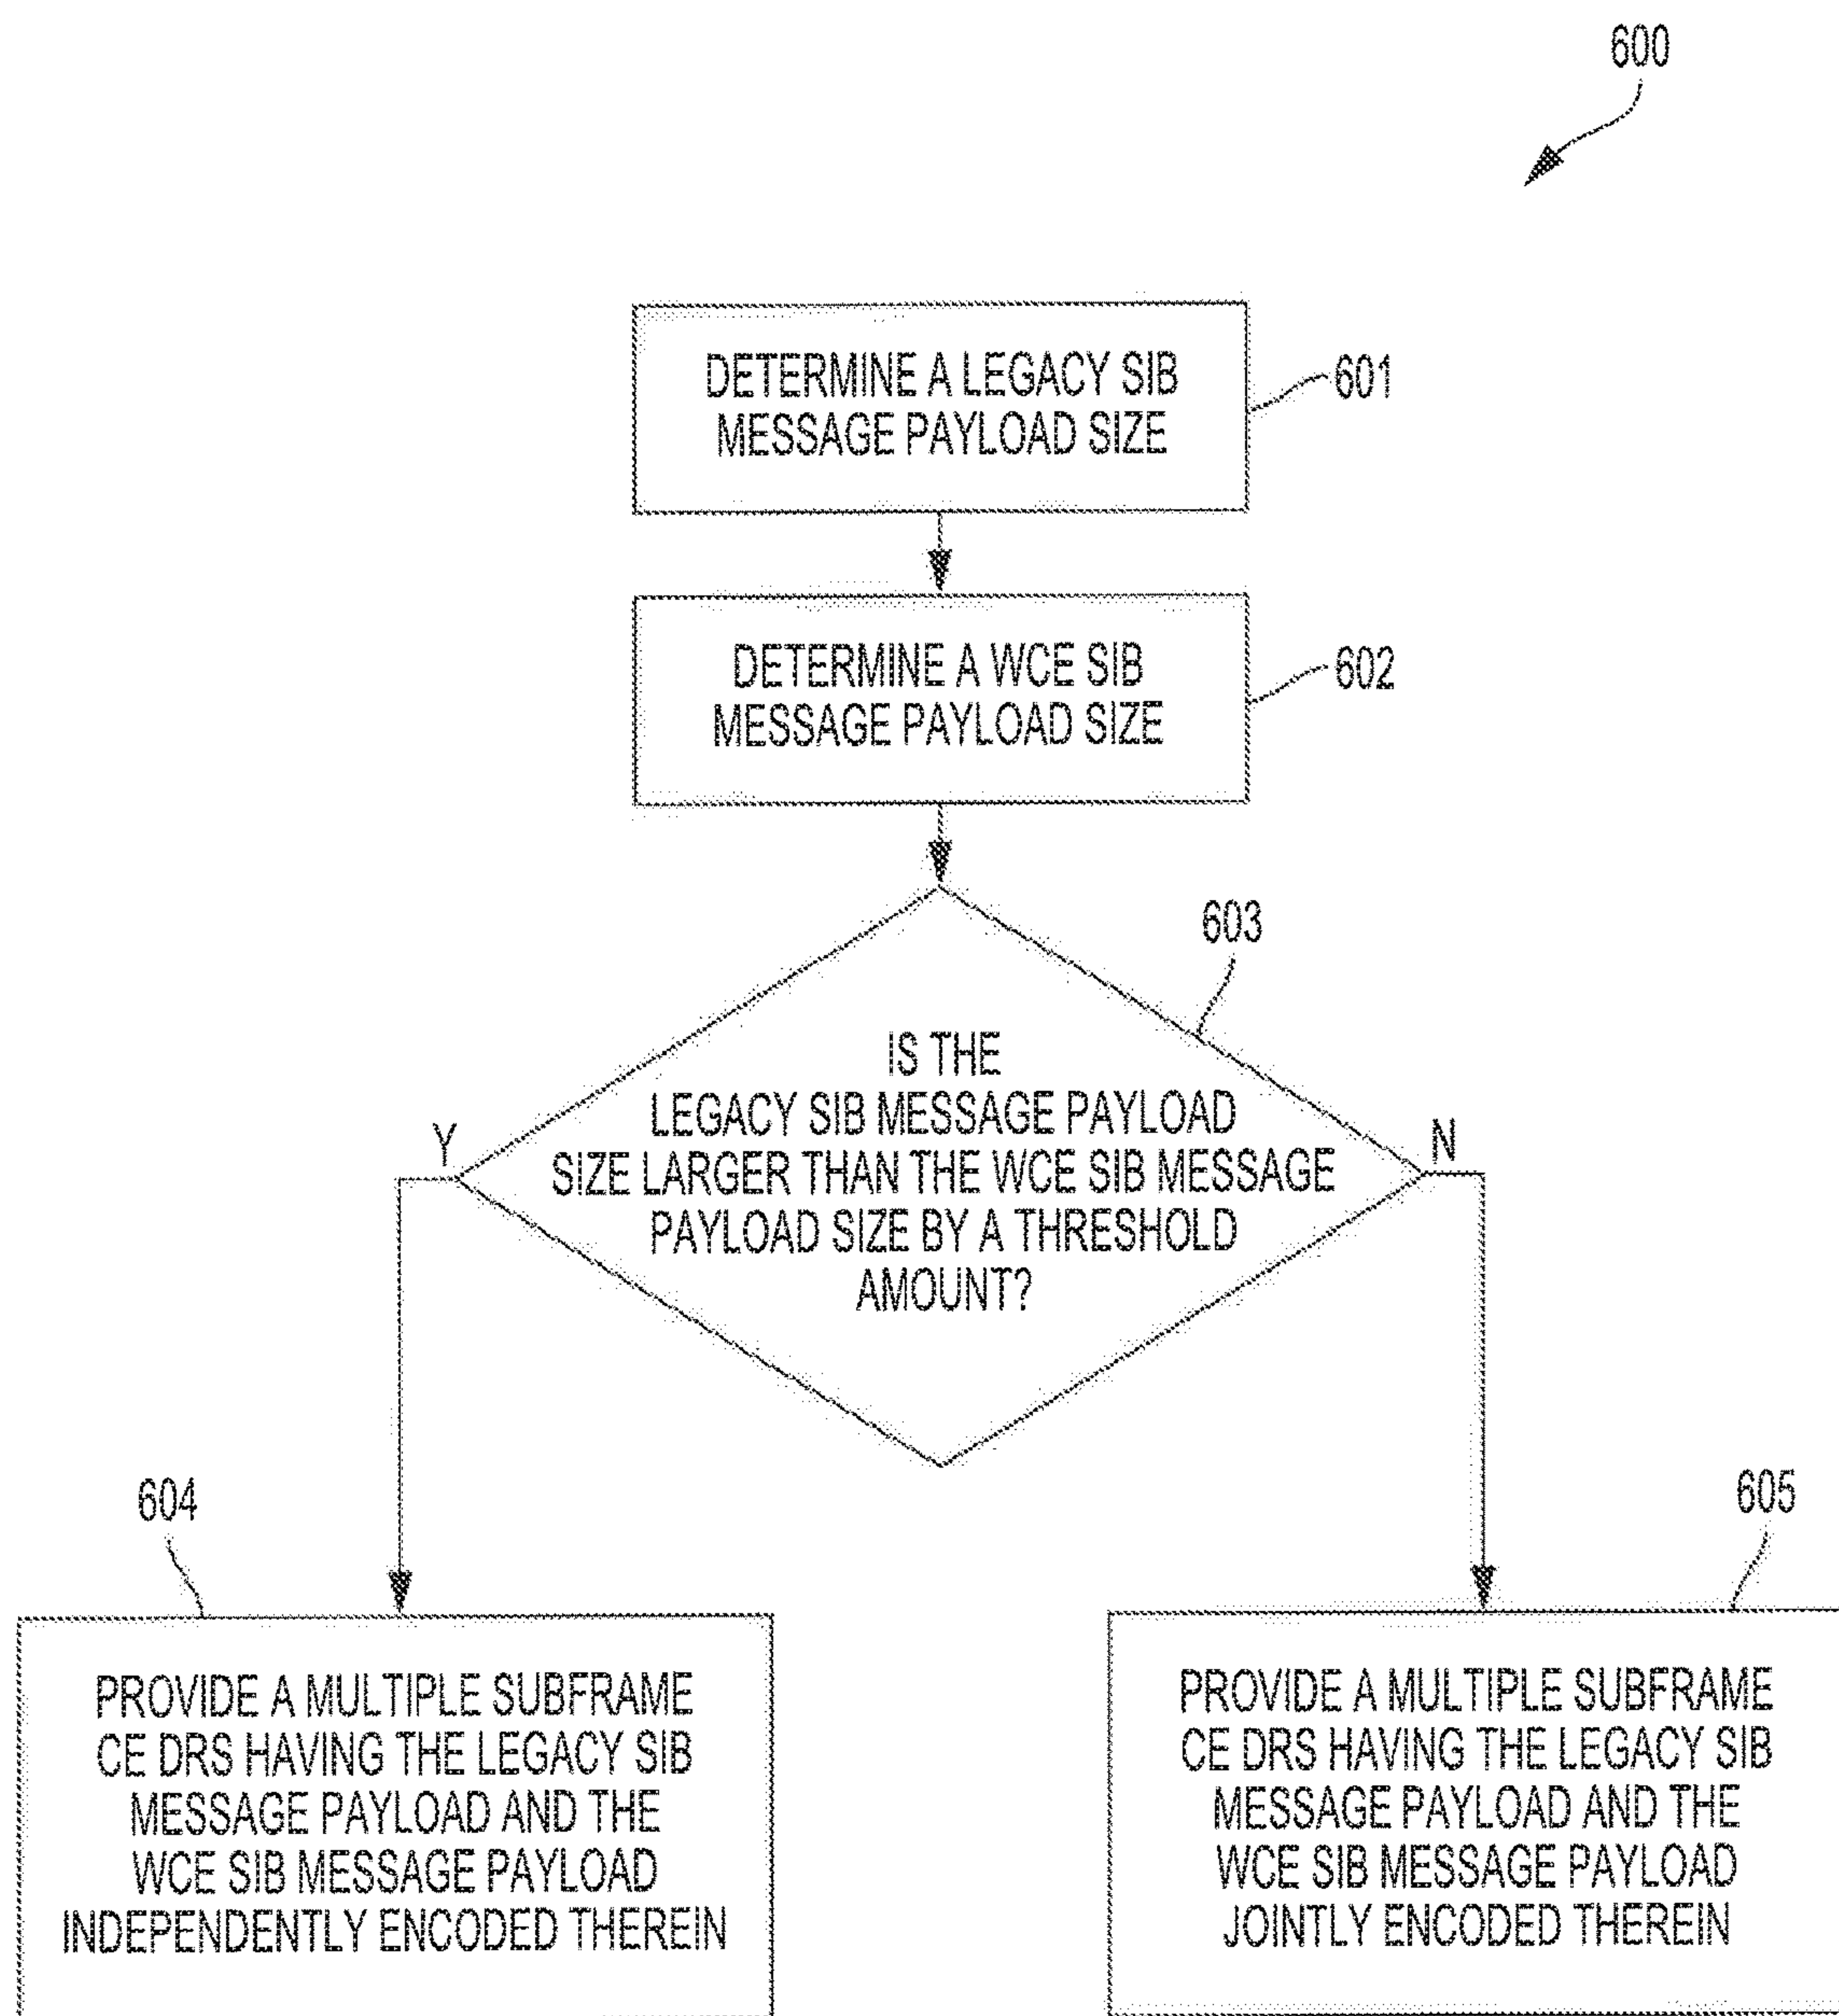 600
DETERMINE A LEGACY SIB
MESSAGE PAYLOAD SIZE
601
DETERMINE A WCE SIB
MESSAGE PAYLOAD SIZE
602
603
IS THE
LEGACY SIB MESSAGE PAYLOAD
SIZE LARGER THAN THE WCE SIB MESSAGE
PAYLOAD SIZE BY A THRESHOLD
AMOUNT?
Y
N
604
PROVIDE A MULTIPLE SUBFRAME
CE DRS HAVING THE LEGACY SIB
MESSAGE PAYLOAD AND THE
WCE SIB MESSAGE PAYLOAD
INDEPENDENTLY ENCODED THEREIN
605
PROVIDE A MULTIPLE SUBFRAME
CE DRS HAVING THE LEGACY SIB
MESSAGE PAYLOAD AND THE
WCE SIB MESSAGE PAYLOAD
JOINTLY ENCODED THEREIN